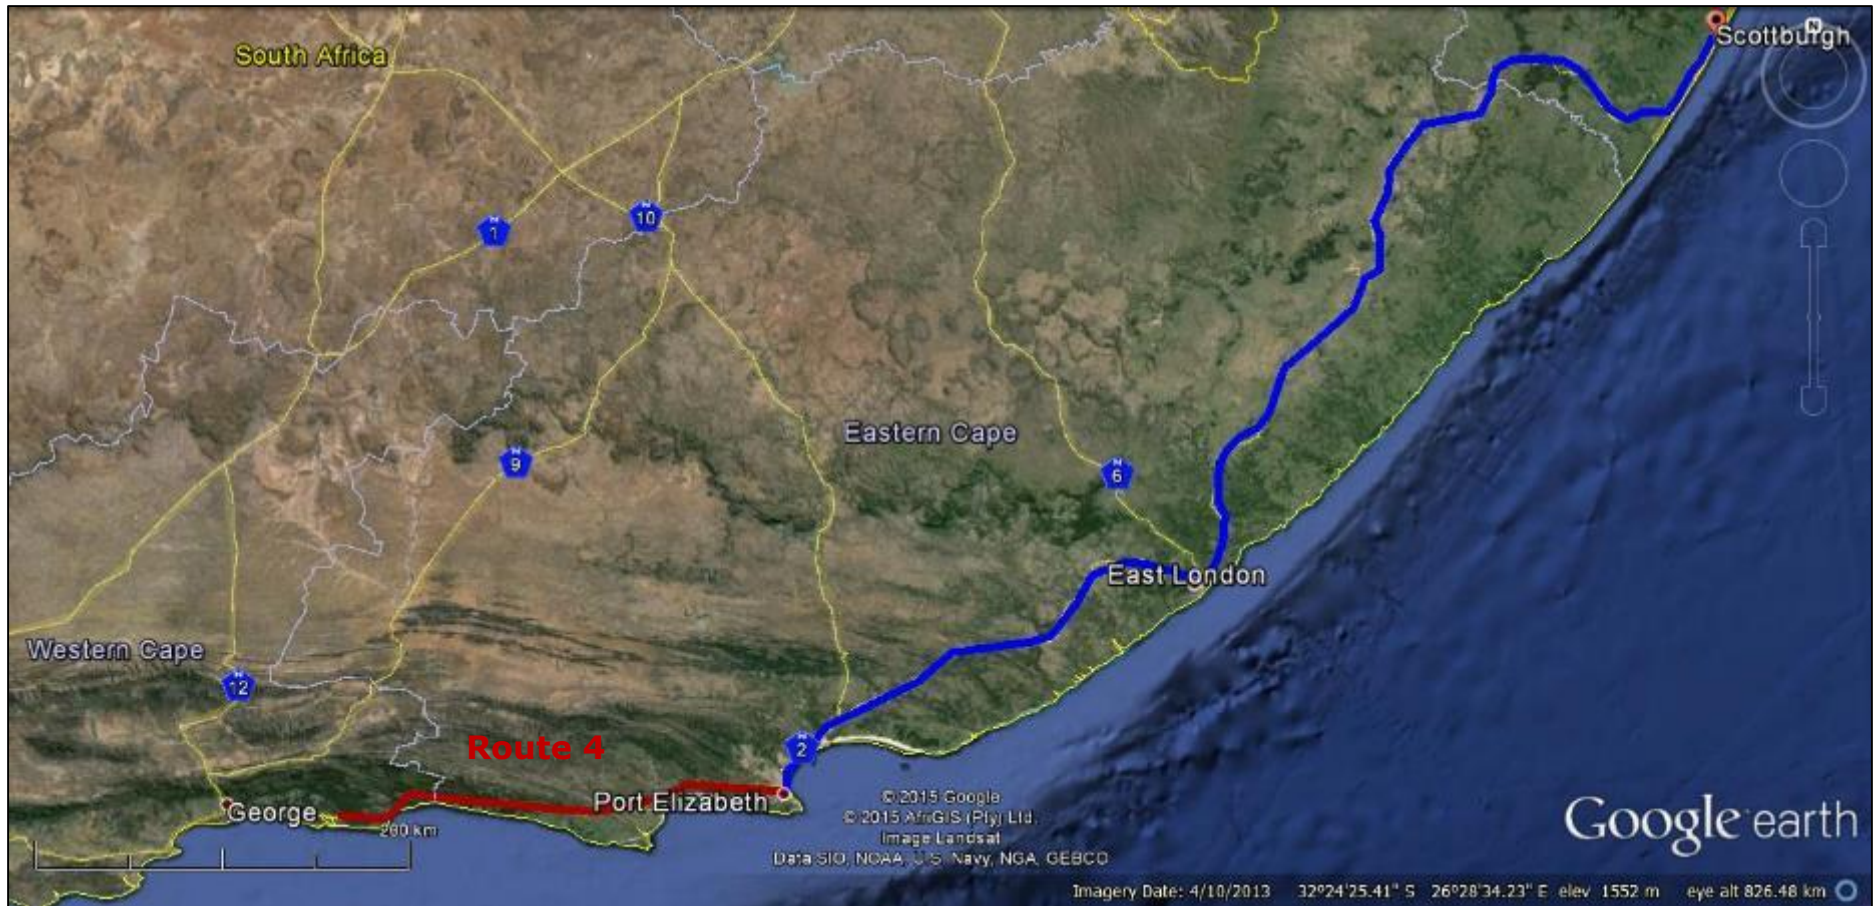 N
Scottburgh
South Africa
N
1
N
10
Eastern Cape
N
9
N
6
East London
Western Cape
N
12
Route 4
N
2
George
Port Elizabeth
200 km
© 2015 Google
© 2015 AfriGIS (Pty) Ltd.
Image Landsat
Data SIO, NOAA, U.S. Navy, NGA, GEBCO
Google earth
Imagery Date: 4/10/2013 32°24'25.41" S 26°28'34.23" E elev 1552 m eye alt 826.48 km